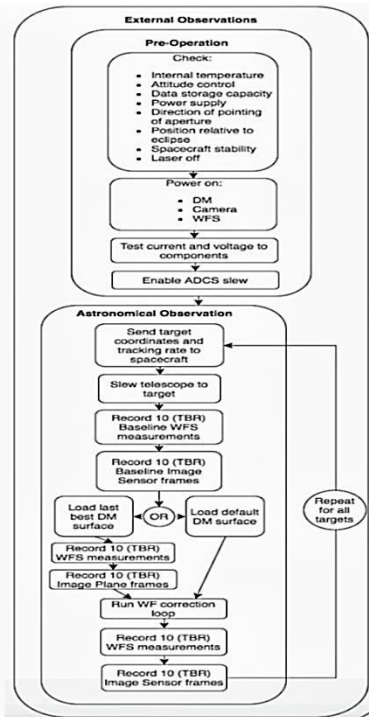 External Observations
Pre-Operation
Check:
• Internal temperature
• Attitude control
• Data storage capacity
• Power supply
• Direction of pointing
of aperture
• Position relative to
eclipse
• Spacecraft stability
• Laser off
Power on:
• DM
• Camera
• WFS
Test current and voltage to
components
Enable ADCS slew
Astronomical Observation
Send target
coordinates and
tracking rate to
spacecraft
Slew telescope to
target
Record 10 (TBR)
Baseline WFS
measurements
Record 10 (TBR)
Baseline Image
Sensor frames
Load last
best DM
surface
OR
Load default
DM surface
Record 10 (TBR)
WFS measurements
Record 10 (TBR)
Image Plane frames
Run WF correction
loop
Record 10 (TBR)
WFS measurements
Record 10 (TBR)
Image Sensor frames
Repeat
for all
targets